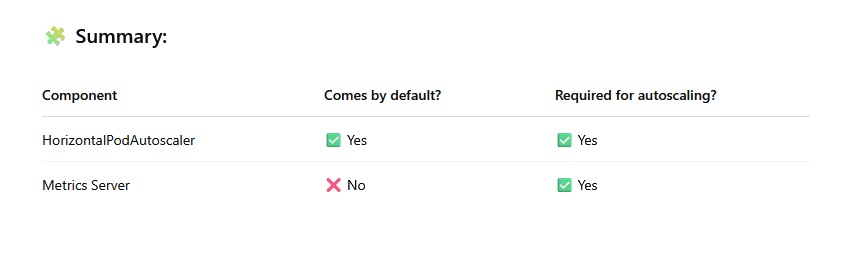 🧩 Summary:
Component Comes by default? Required for autoscaling?
HorizontalPodAutoscaler ✅ Yes ✅ Yes
Metrics Server ❌ No ✅ Yes